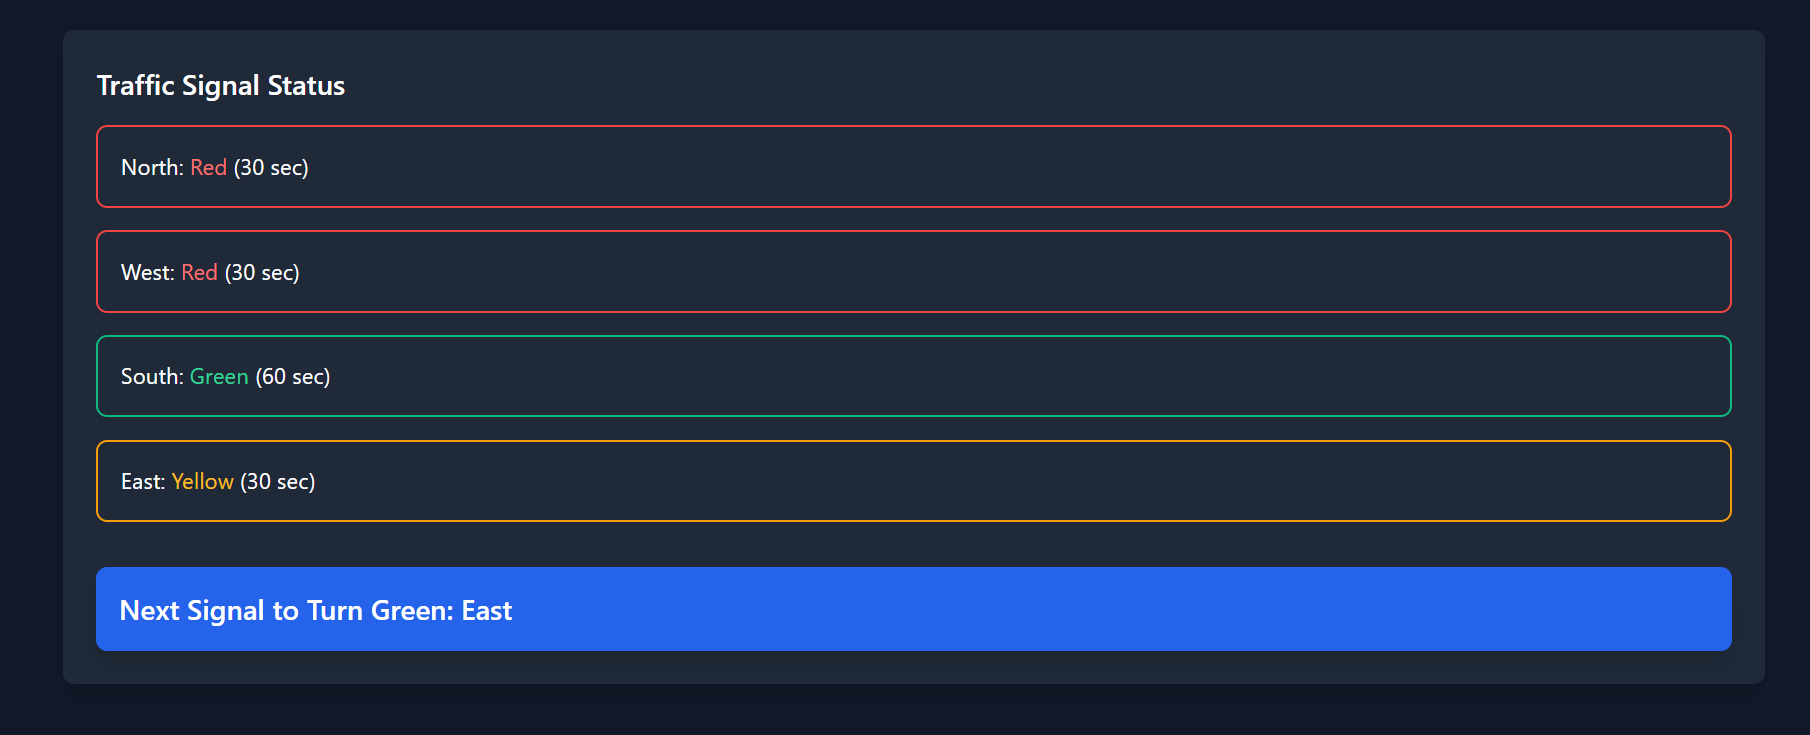 Traffic Signal Status
North: Red (30 sec)
West: Red (30 sec)
South: Green (60 sec)
East: Yellow (30 sec)
Next Signal to Turn Green: East